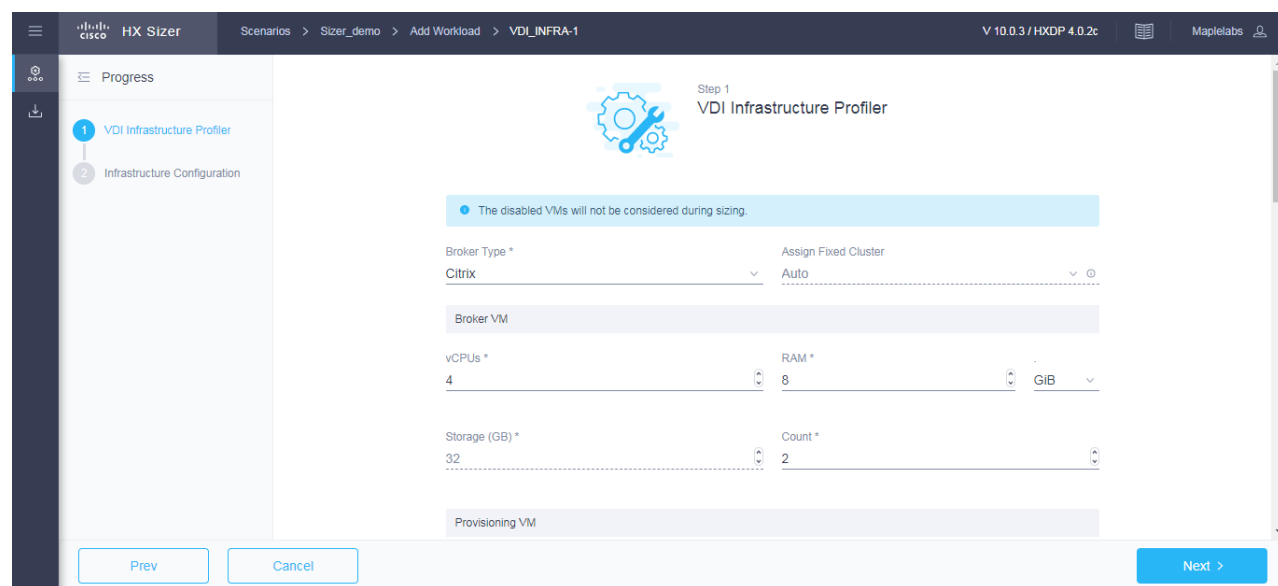 cisco HX Sizer
Scenarios > Sizer_demo > Add Workload > VDI_INFRA-1
V 10.0.3 / HXDP 4.0.2c
Maplelabs
Progress
1 VDI Infrastructure Profiler
2 Infrastructure Configuration
Step 1
VDI Infrastructure Profiler
The disabled VMs will not be considered during sizing.
Broker Type *
Citrix
Assign Fixed Cluster
Auto
Broker VM
vCPUs *
4
RAM *
8
.
GiB
Storage (GB) *
32
Count *
2
Provisioning VM
Prev
Cancel
Next >